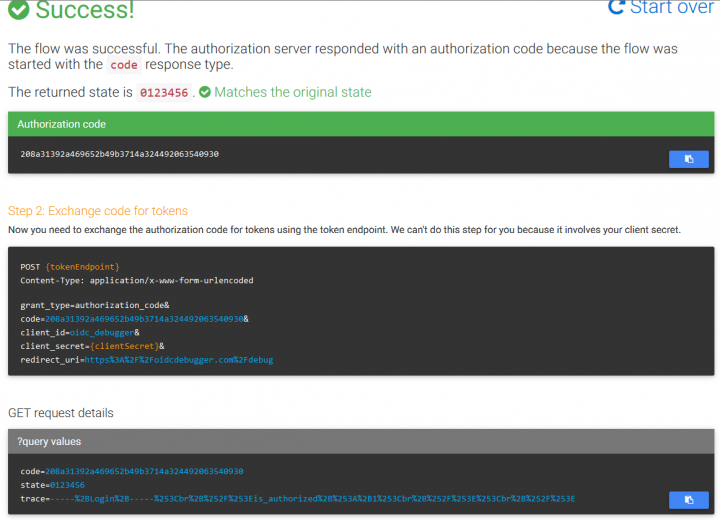 Success!
Start over
The flow was successful. The authorization server responded with an authorization code because the flow was
started with the code response type.
The returned state is 0123456. Matches the original state
Authorization code
208a31392a469652b49b3714a324492063540930
Step 2: Exchange code for tokens
Now you need to exchange the authorization code for tokens using the token endpoint. We can't do this step for you because it involves your client secret.
POST {tokenEndpoint}
Content-Type: application/x-www-form-urlencoded
grant_type=authorization_code&
code=208a31392a469652b49b3714a324492063540930&
client_id=oidc_debugger&
client_secret={clientSecret}&
redirect_uri=https%3A%2F%2Foidcdebugger.com%2Fdebug
GET request details
?query values
code=208a31392a469652b49b3714a324492063540930
state=0123456
trace=-----%2BLogin%2B-----%253Cbr%2B%252F%253Eis_authorized%2B%253A%2B1%253Cbr%2B%252F%253E%253Cbr%2B%252F%253E